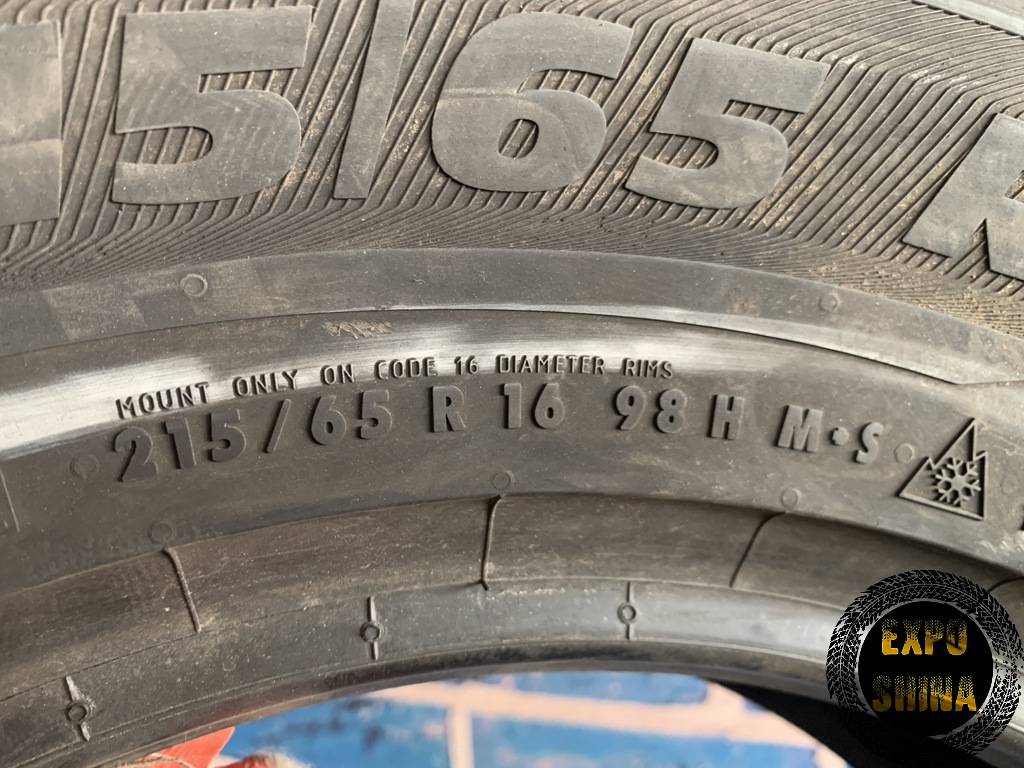 5/65 R
MOUNT ONLY ON CODE 16 DIAMETER RIMS
215/65 R 16 98 H M•S
EXPO
SHINA